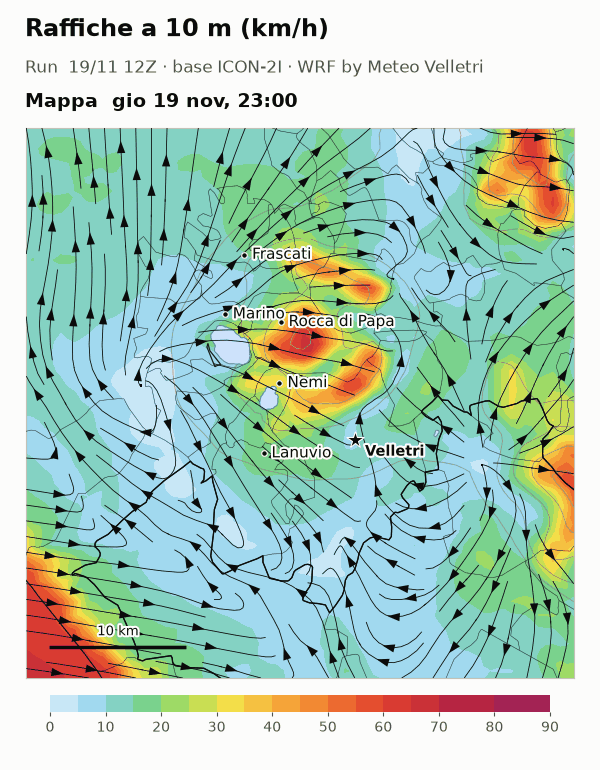 Raffiche a 10 m (km/h)
Run  19/11 12Z · base ICON-2I · WRF by Meteo Velletri
Mappa  gio 19 nov, 23:00
Frascati
Marino
Rocca di Papa
Nemi
Velletri
Lanuvio
10 km
0 10 20 30 40 50 60 70 80 90